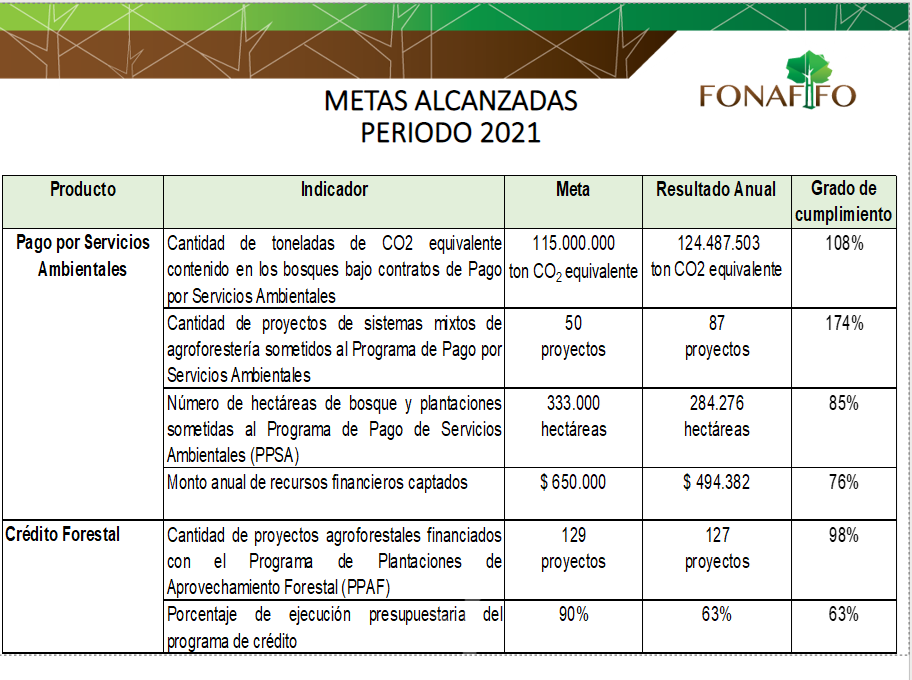 FONAFIFO
METAS ALCANZADAS
PERIODO 2021
Producto Indicador Meta Resultado Anual Grado de
cumplimiento
Pago por Servicios
Ambientales
Cantidad de toneladas de CO2 equivalente
contenido en los bosques bajo contratos de Pago
por Servicios Ambientales
115.000.000
ton CO₂ equivalente
124.487.503
ton CO2 equivalente
108%
Cantidad de proyectos de sistemas mixtos de
agroforestería sometidos al Programa de Pago por
Servicios Ambientales
50
proyectos
87
proyectos
174%
Número de hectáreas de bosque y plantaciones
sometidas al Programa de Pago de Servicios
Ambientales (PPSA)
333.000
hectáreas
284.276
hectáreas
85%
Monto anual de recursos financieros captados
$ 650.000
$ 494.382
76%
Crédito Forestal
Cantidad de proyectos agroforestales financiados
con el Programa de Plantaciones de
Aprovechamiento Forestal (PPAF)
129
proyectos
127
proyectos
98%
Porcentaje de ejecución presupuestaria del
programa de crédito
90%
63%
63%